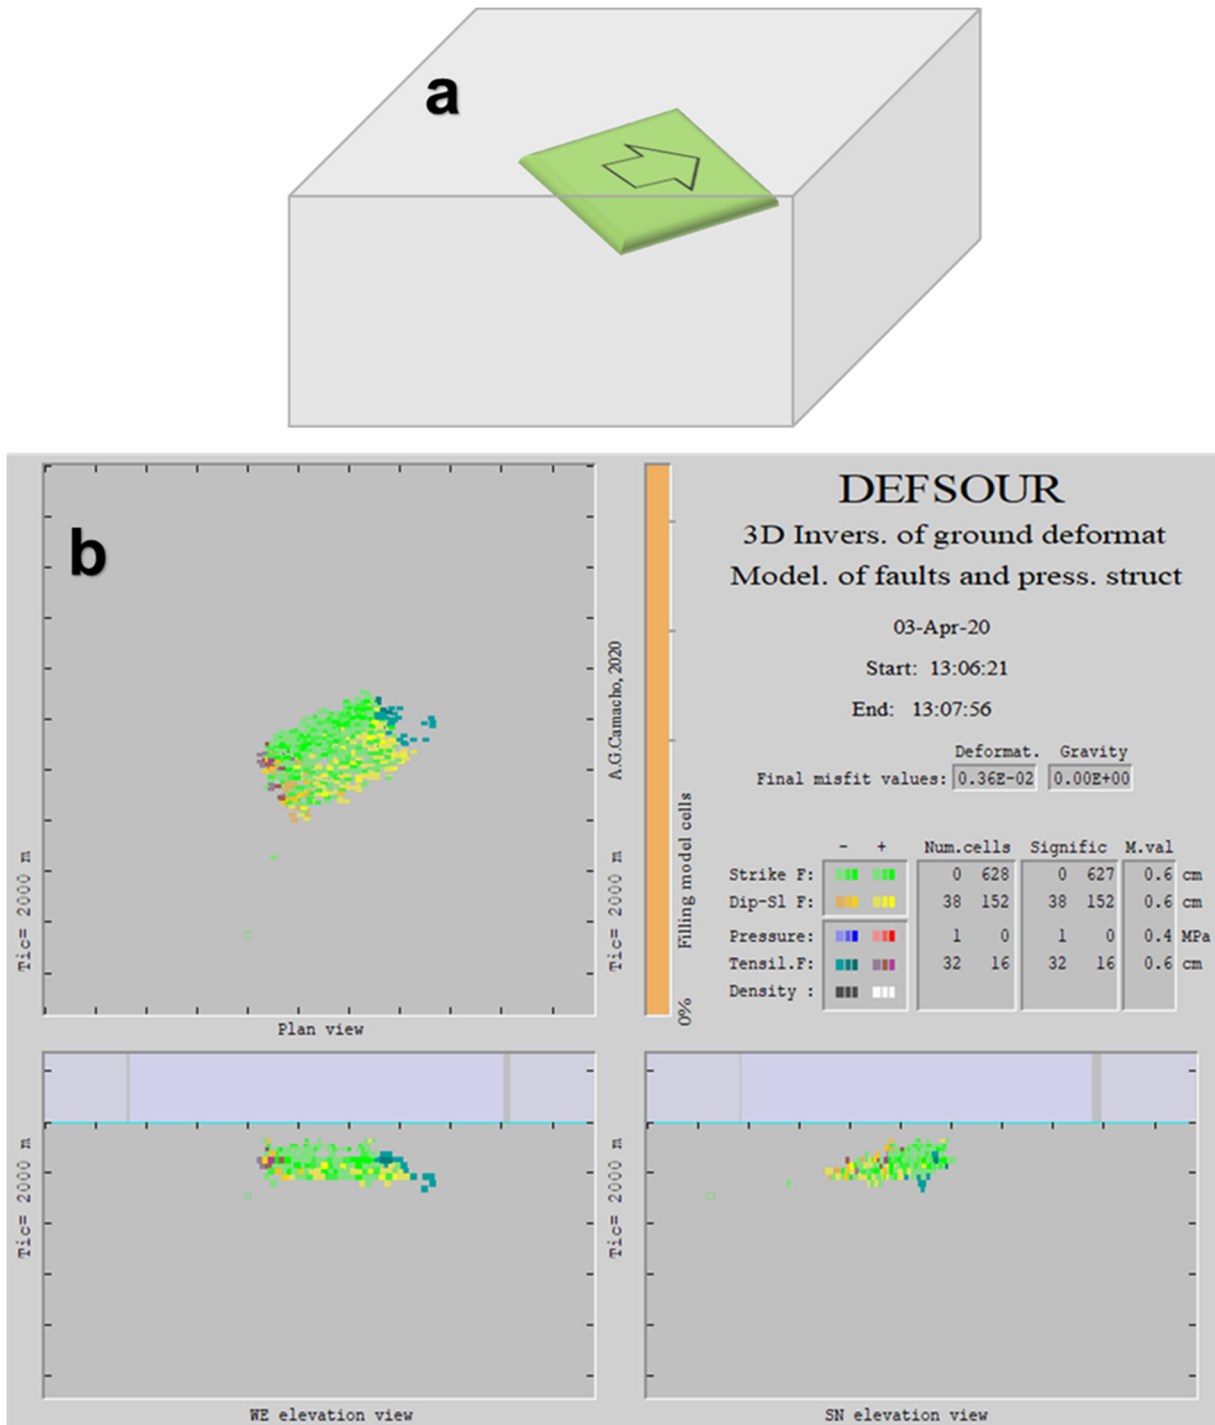 a
b
DEFSOUR
3D Invers. of ground deformat
Model. of faults and press. struct
03-Apr-20
Start: 13:06:21
End: 13:07:56
Deformat. Gravity
Final misfit values: 0.36E-02 0.00E+00
- + Num.cells Signific M.val
Strike F: 0 628 0 627 0.6 cm
Dip-Sl F: 38 152 38 152 0.6 cm
Pressure: 1 0 1 0 0.4 MPa
Tensil.F: 32 16 32 16 0.6 cm
Density :
A.G.Camacho, 2020
0% Filling model cells
Tic= 2000 m
Tic= 2000 m
Plan view
Tic= 2000 m
Tic= 2000 m
WE elevation view
SN elevation view